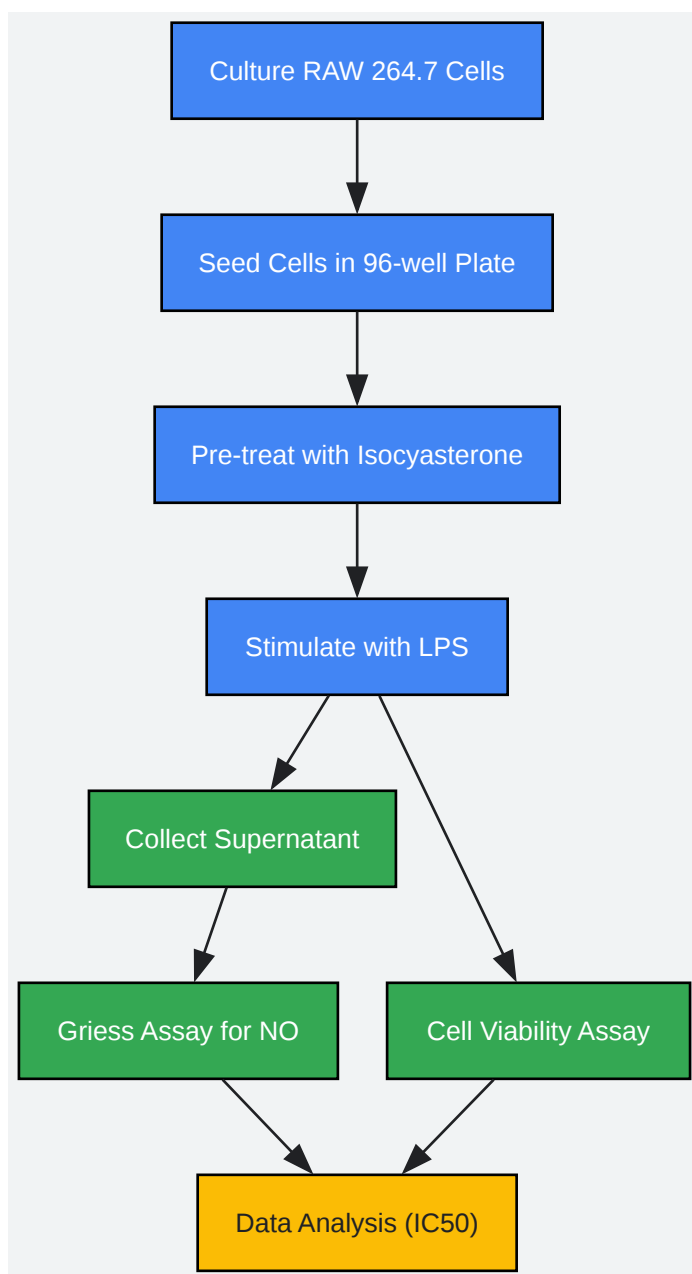 Culture RAW 264.7 Cells
Seed Cells in 96-well Plate
Pre-treat with Isocyasterone
Stimulate with LPS
Collect Supernatant
Griess Assay for NO
Cell Viability Assay
Data Analysis (IC50)